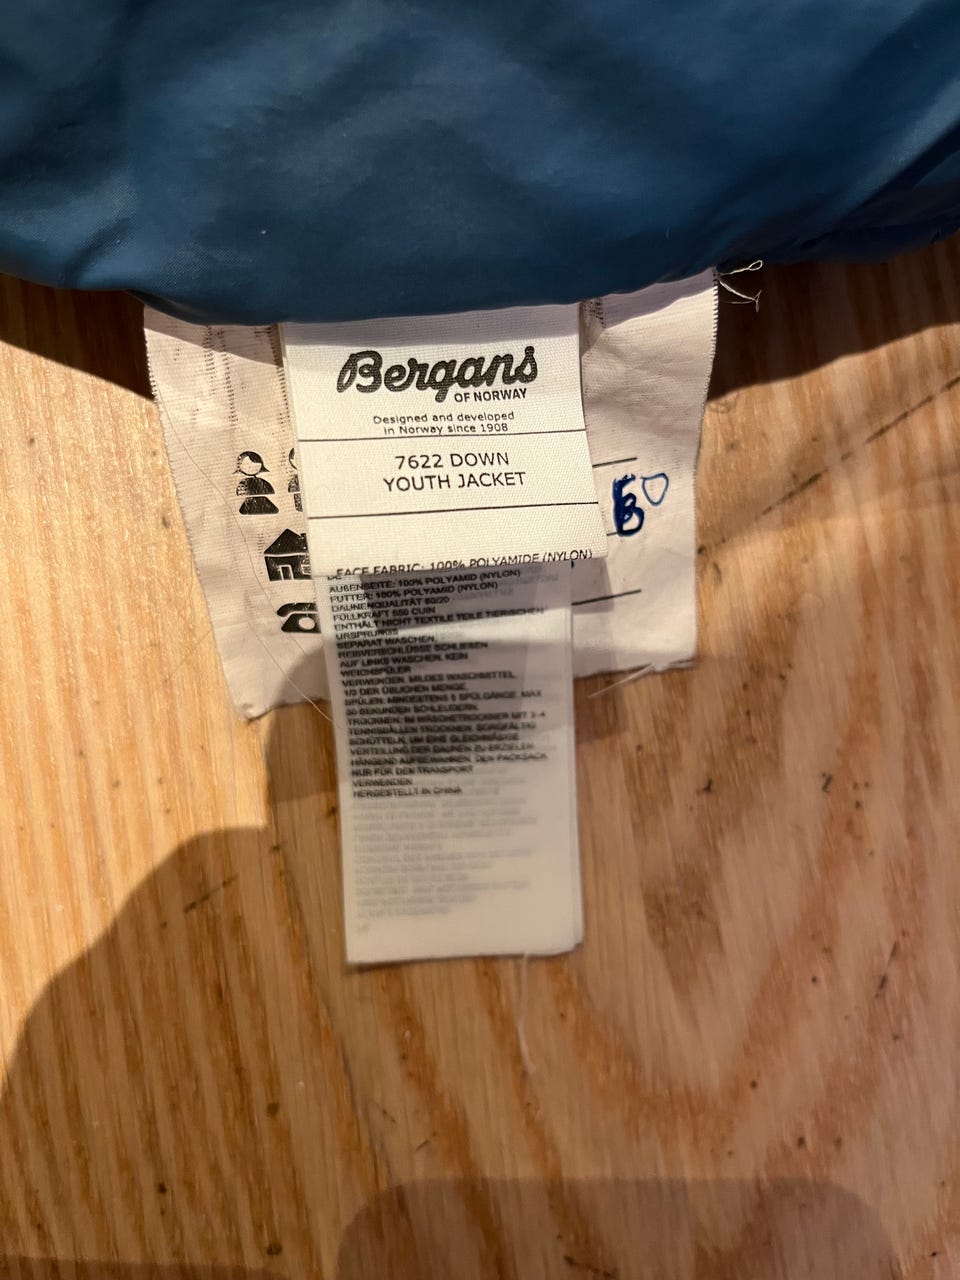 Bergans
OF NORWAY
Designed and developed
in Norway since 1908
7622 DOWN
YOUTH JACKET
FACE FABRIC: 100% POLYAMIDE (NYLON)
AUßENSEITE: 100% POLYAMID (NYLON)
FUTTER: 100% POLYAMID (NYLON)
DAUNENQUALITÄT 80/20
FÜLLKRAFT 550 CUIN
ENTHÄLT NICHT TEXTILE TEILE TIERISCHEN
URSPRUNGS
SEPARAT WASCHEN,
REIßVERSCHLÜSSE SCHLIEßEN
AUF LINKS WASCHEN, KEIN
WEICHSPÜLER
VERWENDEN. MILDES WASCHMITTEL,
1/3 DER ÜBLICHEN MENGE,
SPÜLEN: MINDESTENS 5 SPÜLGÄNGE. MAX
30 SEKUNDEN SCHLEUDERN.
TROCKNEN: IM WÄSCHETROCKNER MIT 3-4
TENNISBÄLLEN TROCKNEN. SORGFÄLTIG
SCHÜTTELN, UM EINE GLEICHMÄßIGE
VERTEILUNG DER DAUNEN ZU ERZIELEN.
HÄNGEND AUFBEWAHREN, DEN PACKSACK
NUR FÜR DEN TRANSPORT
VERWENDEN.
HERGESTELLT IN CHINA